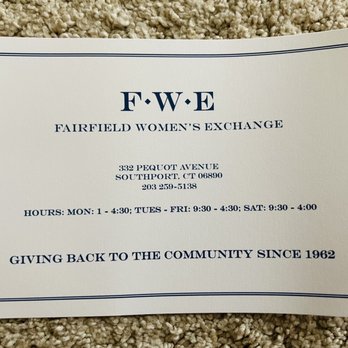 F·W·E
FAIRFIELD WOMEN'S EXCHANGE
332 PEQUOT AVENUE
SOUTHPORT, CT 06890
203 259-5138
HOURS: MON: 1 - 4:30; TUES - FRI: 9:30 - 4:30; SAT: 9:30 - 4:00
GIVING BACK TO THE COMMUNITY SINCE 1962